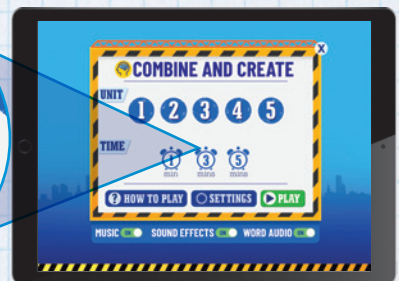 X
COMBINE AND CREATE
UNIT
1 2 3 4 5
TIME
1 3 5
min mins mins
? HOW TO PLAY SETTINGS PLAY
MUSIC ON SOUND EFFECTS ON WORD AUDIO ON